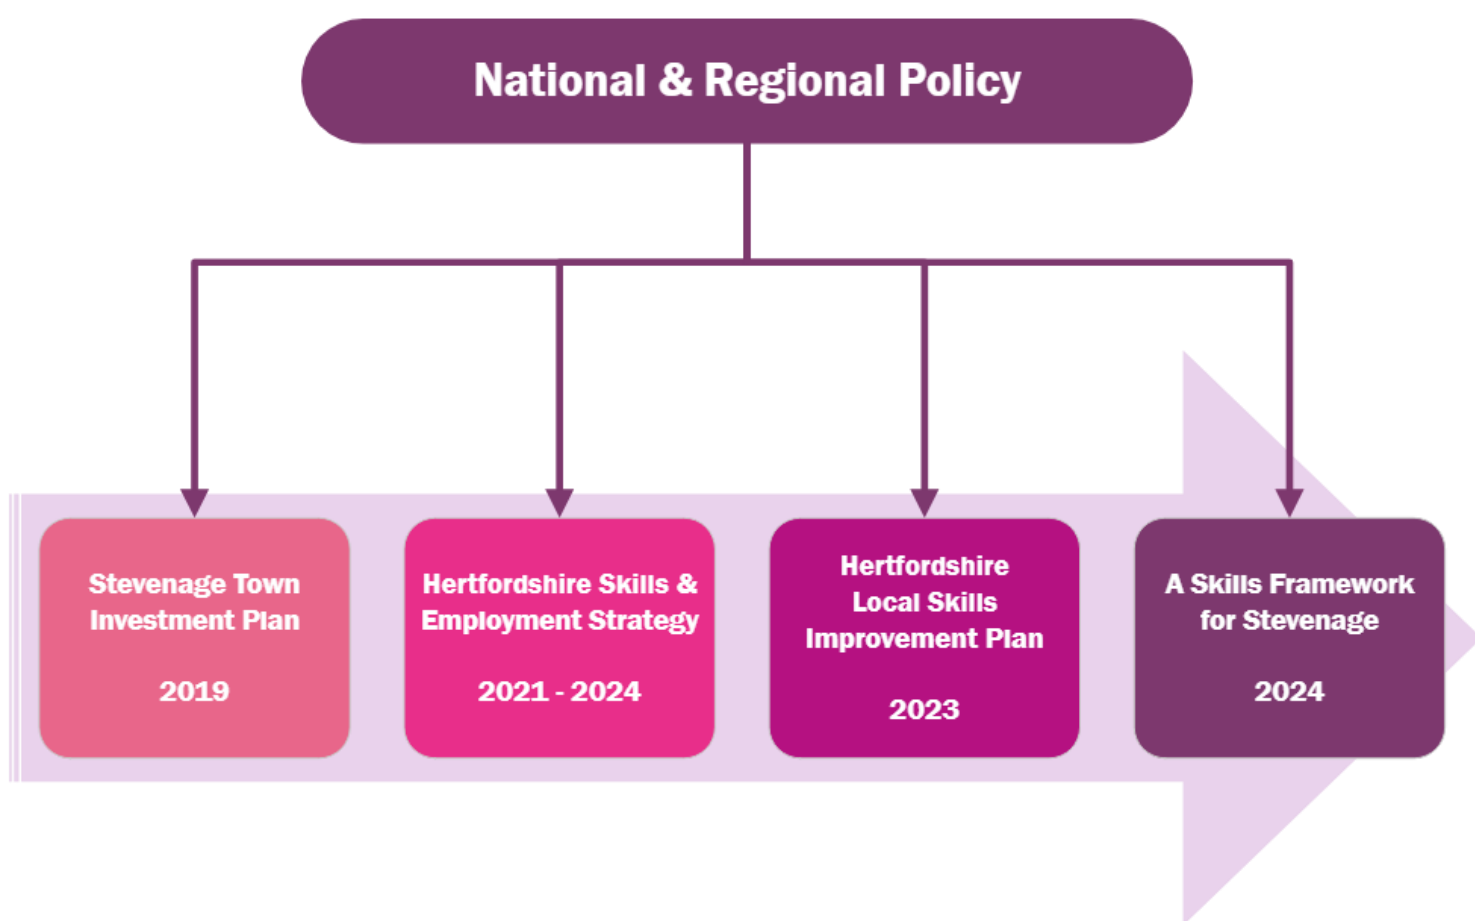 National & Regional Policy
Stevenage Town
Investment Plan
2019
Hertfordshire Skills &
Employment Strategy
2021 - 2024
Hertfordshire
Local Skills
Improvement Plan
2023
A Skills Framework
for Stevenage
2024